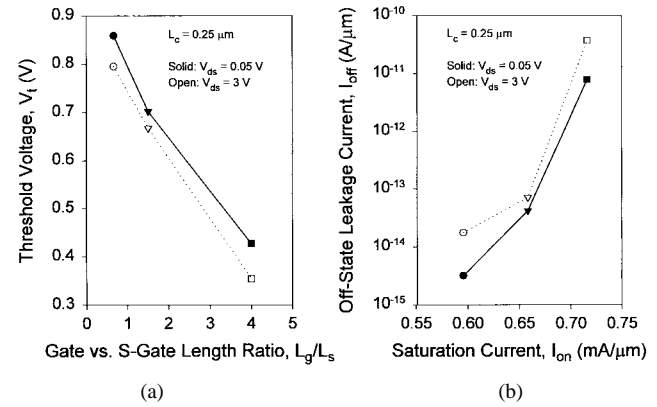 0.9
0.8
0.7
0.6
0.5
0.4
0.3
Threshold Voltage, Vt (V)
Lc = 0.25 μm
Solid: Vds = 0.05 V
Open: Vds = 3 V
0 1 2 3 4 5
Gate vs. S-Gate Length Ratio, Lg/Ls
(a)
10-10
10-11
10-12
10-13
10-14
10-15
Off-State Leakage Current, Ioff (A/μm)
Lc = 0.25 μm
Solid: Vds = 0.05 V
Open: Vds = 3 V
0.55 0.60 0.65 0.70 0.75
Saturation Current, Ion (mA/μm)
(b)